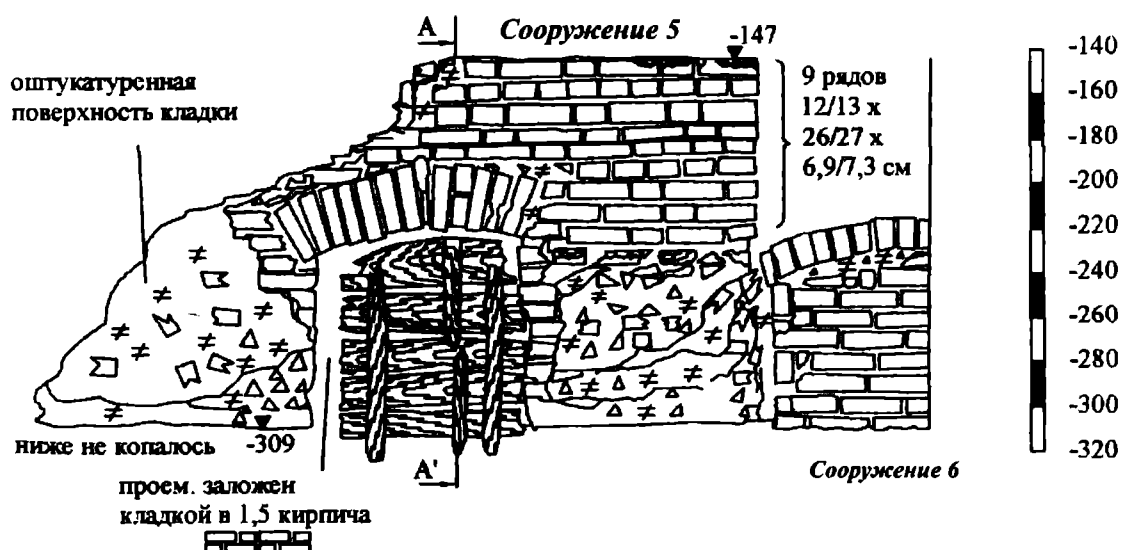 А
Сооружение 5
-147
оштукатуренная
поверхность кладки
9 рядов
12/13 х
26/27 х
6,9/7,3 см
-140
-160
-180
-200
-220
-240
-260
-280
-300
-320
ниже не копалось
-309
А'
Сооружение 6
проем. заложен
кладкой в 1,5 кирпича